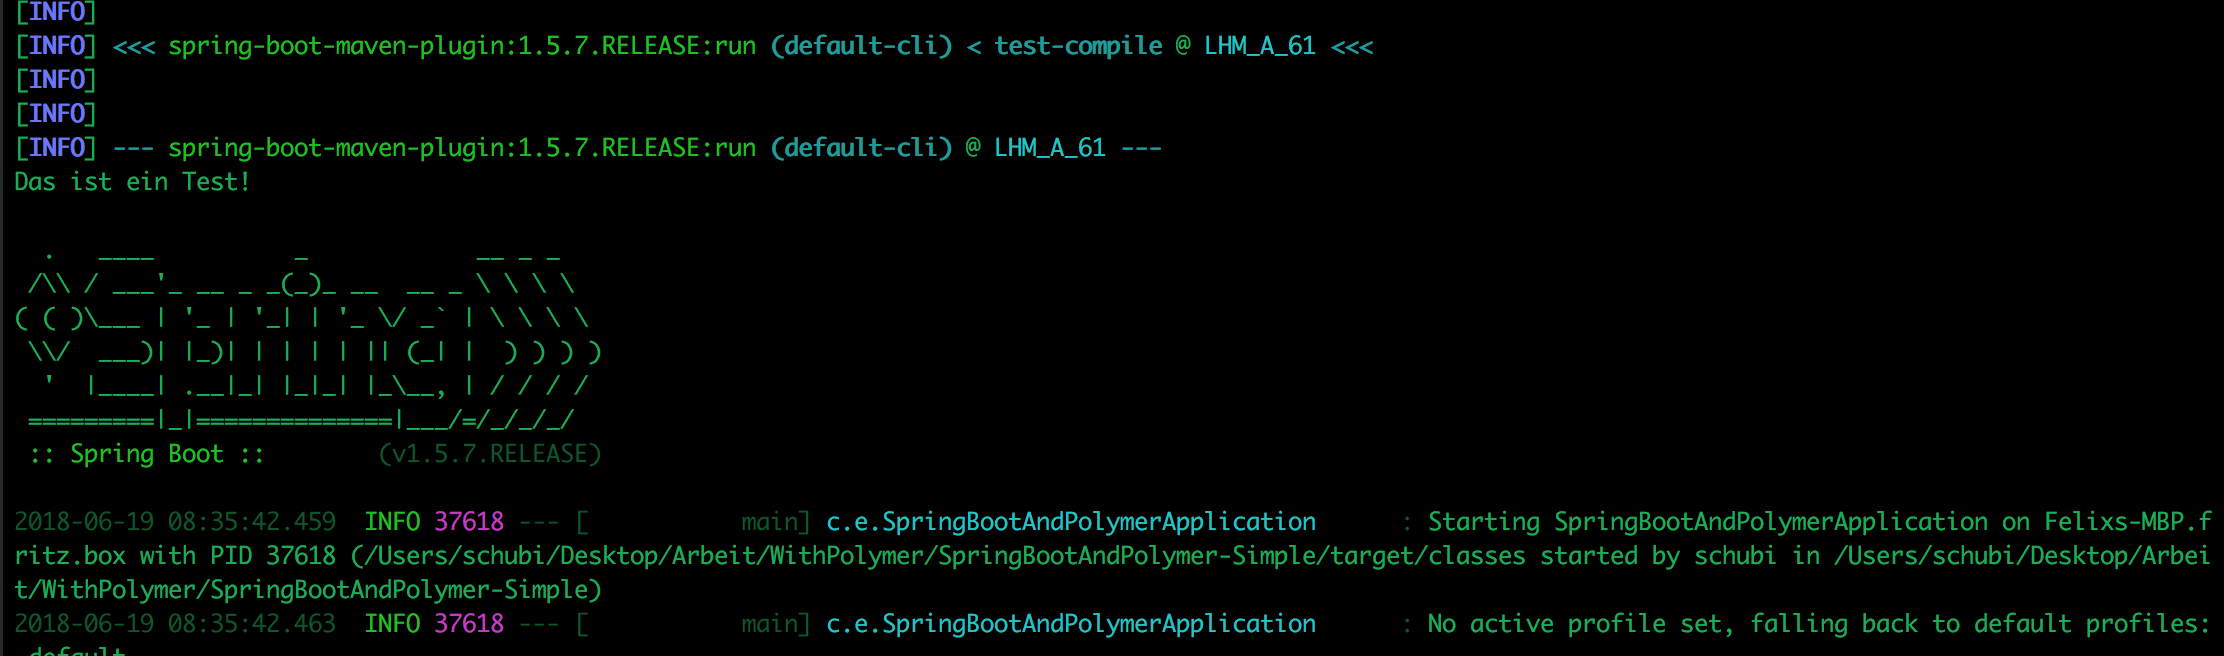 [INFO]
[INFO] <<< spring-boot-maven-plugin:1.5.7.RELEASE:run (default-cli) < test-compile @ LHM_A_61 <<<
[INFO]
[INFO]
[INFO] --- spring-boot-maven-plugin:1.5.7.RELEASE:run (default-cli) @ LHM_A_61 ---
Das ist ein Test!

  .   ____          _            __ _ _
 /\\ / ___'_ __ _ _(_)_ __  __ _ \ \ \ \
( ( )\___ | '_ | '_| | '_ \/ _` | \ \ \ \
 \\/  ___)| |_)| | | | | || (_| |  ) ) ) )
  '  |____| .__|_| |_|_| |_\__, | / / / /
 =========|_|==============|___/=/_/_/_/
 :: Spring Boot ::        (v1.5.7.RELEASE)

2018-06-19 08:35:42.459  INFO 37618 --- [           main] c.e.SpringBootAndPolymerApplication      : Starting SpringBootAndPolymerApplication on Felixs-MBP.f
ritz.box with PID 37618 (/Users/schubi/Desktop/Arbeit/WithPolymer/SpringBootAndPolymer-Simple/target/classes started by schubi in /Users/schubi/Desktop/Arbei
t/WithPolymer/SpringBootAndPolymer-Simple)
2018-06-19 08:35:42.463  INFO 37618 --- [           main] c.e.SpringBootAndPolymerApplication      : No active profile set, falling back to default profiles:
 default